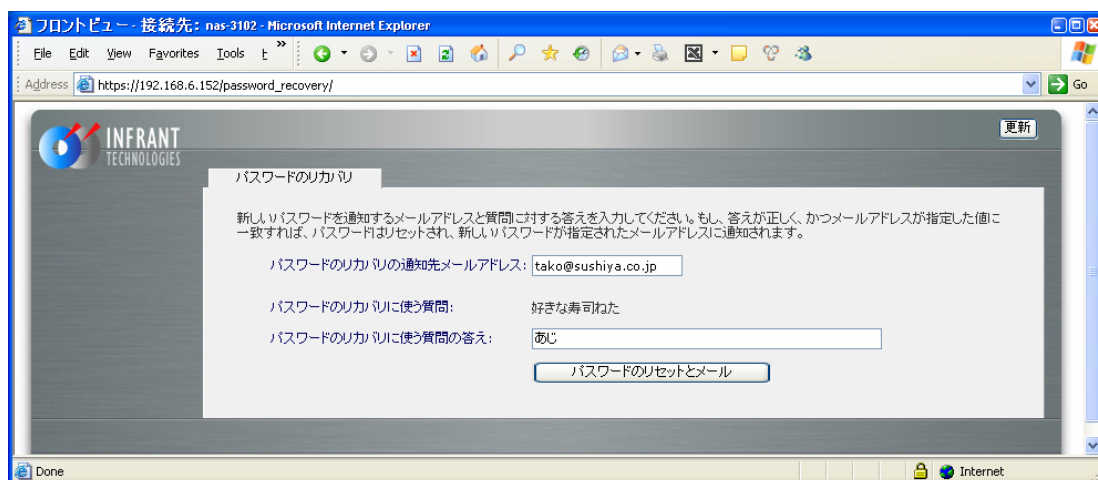 フロントビュー - 接続先: nas-3102 - Microsoft Internet Explorer
File Edit View Favorites Tools »
Address https://192.168.6.152/password_recovery/ Go
INFRANT
TECHNOLOGIES
更新
パスワードのリカバリ
新しいパスワードを通知するメールアドレスと質問に対する答えを入力してください。もし、答えが正しく、かつメールアドレスが指定した値に
一致すれば、パスワードはリセットされ、新しいパスワードが指定されたメールアドレスに通知されます。
パスワードのリカバリの通知先メールアドレス: tako@sushiya.co.jp
パスワードのリカバリに使う質問: 好きな寿司ねた
パスワードのリカバリに使う質問の答え: あじ
パスワードのリセットとメール
Done Internet